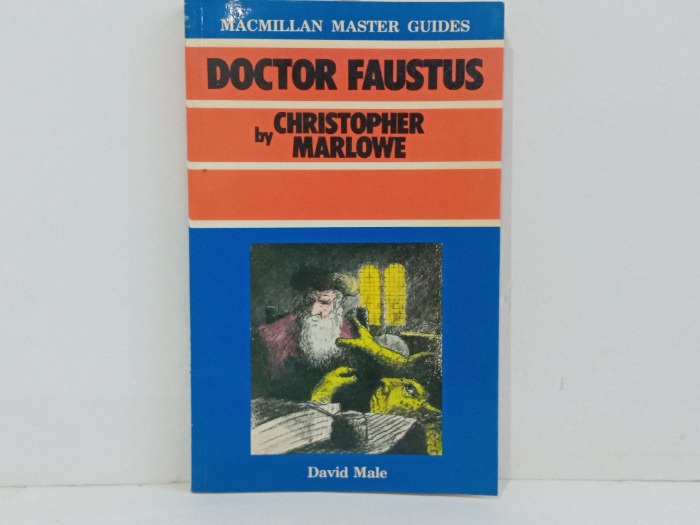 MACMILLAN MASTER GUIDES
DOCTOR FAUSTUS
by CHRISTOPHER
MARLOWE
David Male